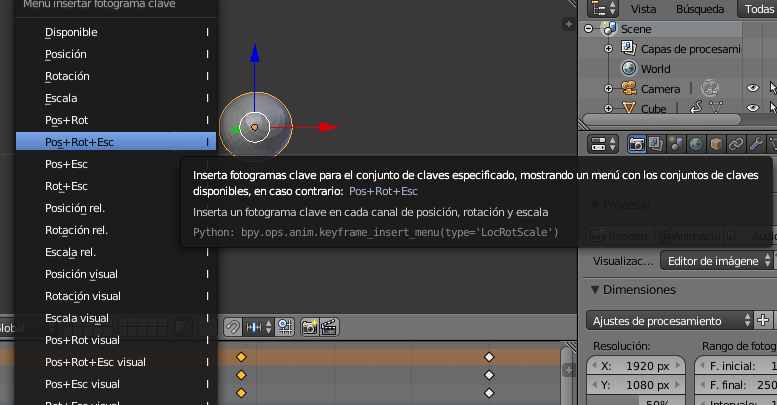 Menú insertar fotograma clave
Disponible I
Posición I
Rotación I
Escala I
Pos+Rot I
Pos+Rot+Esc I
Pos+Esc I
Rot+Esc I
Posición rel. I
Rotación rel. I
Escala rel. I
Posición visual I
Rotación visual I
Escala visual I
Pos+Rot visual I
Pos+Rot+Esc visual I
Pos+Esc visual I
Rot+Esc visual I
Inserta fotogramas clave para el conjunto de claves especificado, mostrando un menú con los conjuntos de claves
disponibles, en caso contrario: Pos+Rot+Esc
Inserta un fotograma clave en cada canal de posición, rotación y escala
Python: bpy.ops.anim.keyframe_insert_menu(type='LocRotScale')
Global
Vista Búsqueda Todas
Scene
Capas de procesami
World
Camera
Cube
Procesar
Imagen Animació Audio
Visualizac... Editor de imágene
Dimensiones
Ajustes de procesamiento
Resolución: Rango de fotog
X: 1920 px F. inicial: 1
Y: 1080 px F. final: 250
50% Intervalo: 1